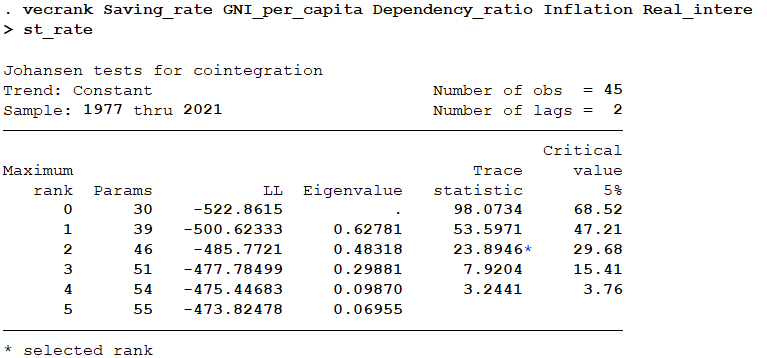 . vecrank Saving_rate GNI_per_capita Dependency_ratio Inflation Real_intere
> st_rate
Johansen tests for cointegration
Trend: Constant Number of obs = 45
Sample: 1977 thru 2021 Number of lags = 2
Critical
Maximum Trace value
rank Params LL Eigenvalue statistic 5%
0 30 -522.8615 . 98.0734 68.52
1 39 -500.62333 0.62781 53.5971 47.21
2 46 -485.7721 0.48318 23.8946* 29.68
3 51 -477.78499 0.29881 7.9204 15.41
4 54 -475.44683 0.09870 3.2441 3.76
5 55 -473.82478 0.06955
* selected rank